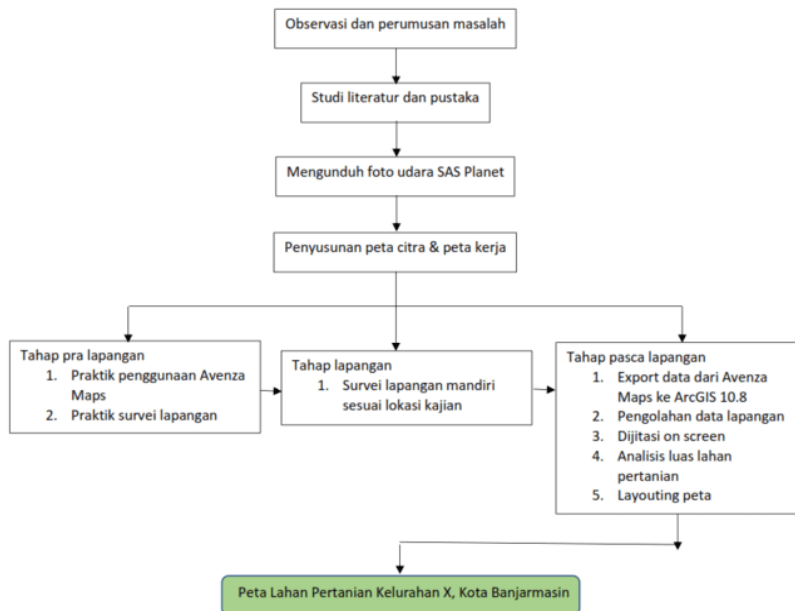 Observasi dan perumusan masalah
Studi literatur dan pustaka
Mengunduh foto udara SAS Planet
Penyusunan peta citra & peta kerja
Tahap pra lapangan
1. Praktik penggunaan Avenza
Maps
2. Praktik survei lapangan
Tahap lapangan
1. Survei lapangan mandiri
sesuai lokasi kajian
Tahap pasca lapangan
1. Export data dari Avenza
Maps ke ArcGIS 10.8
2. Pengolahan data lapangan
3. Dijitasi on screen
4. Analisis luas lahan
pertanian
5. Layouting peta
Peta Lahan Pertanian Kelurahan X, Kota Banjarmasin